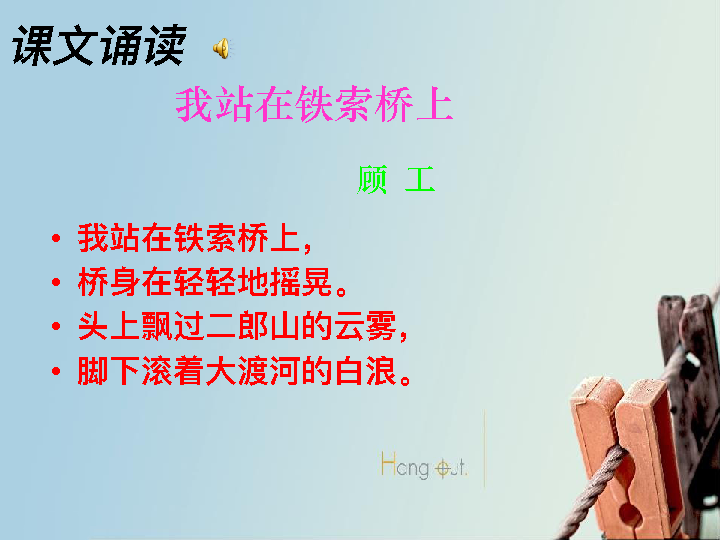 课文诵读
我站在铁索桥上
顾 工
• 我站在铁索桥上，
• 桥身在轻轻地摇晃。
• 头上飘过二郎山的云雾，
• 脚下滚着大渡河的白浪。
Hang out.